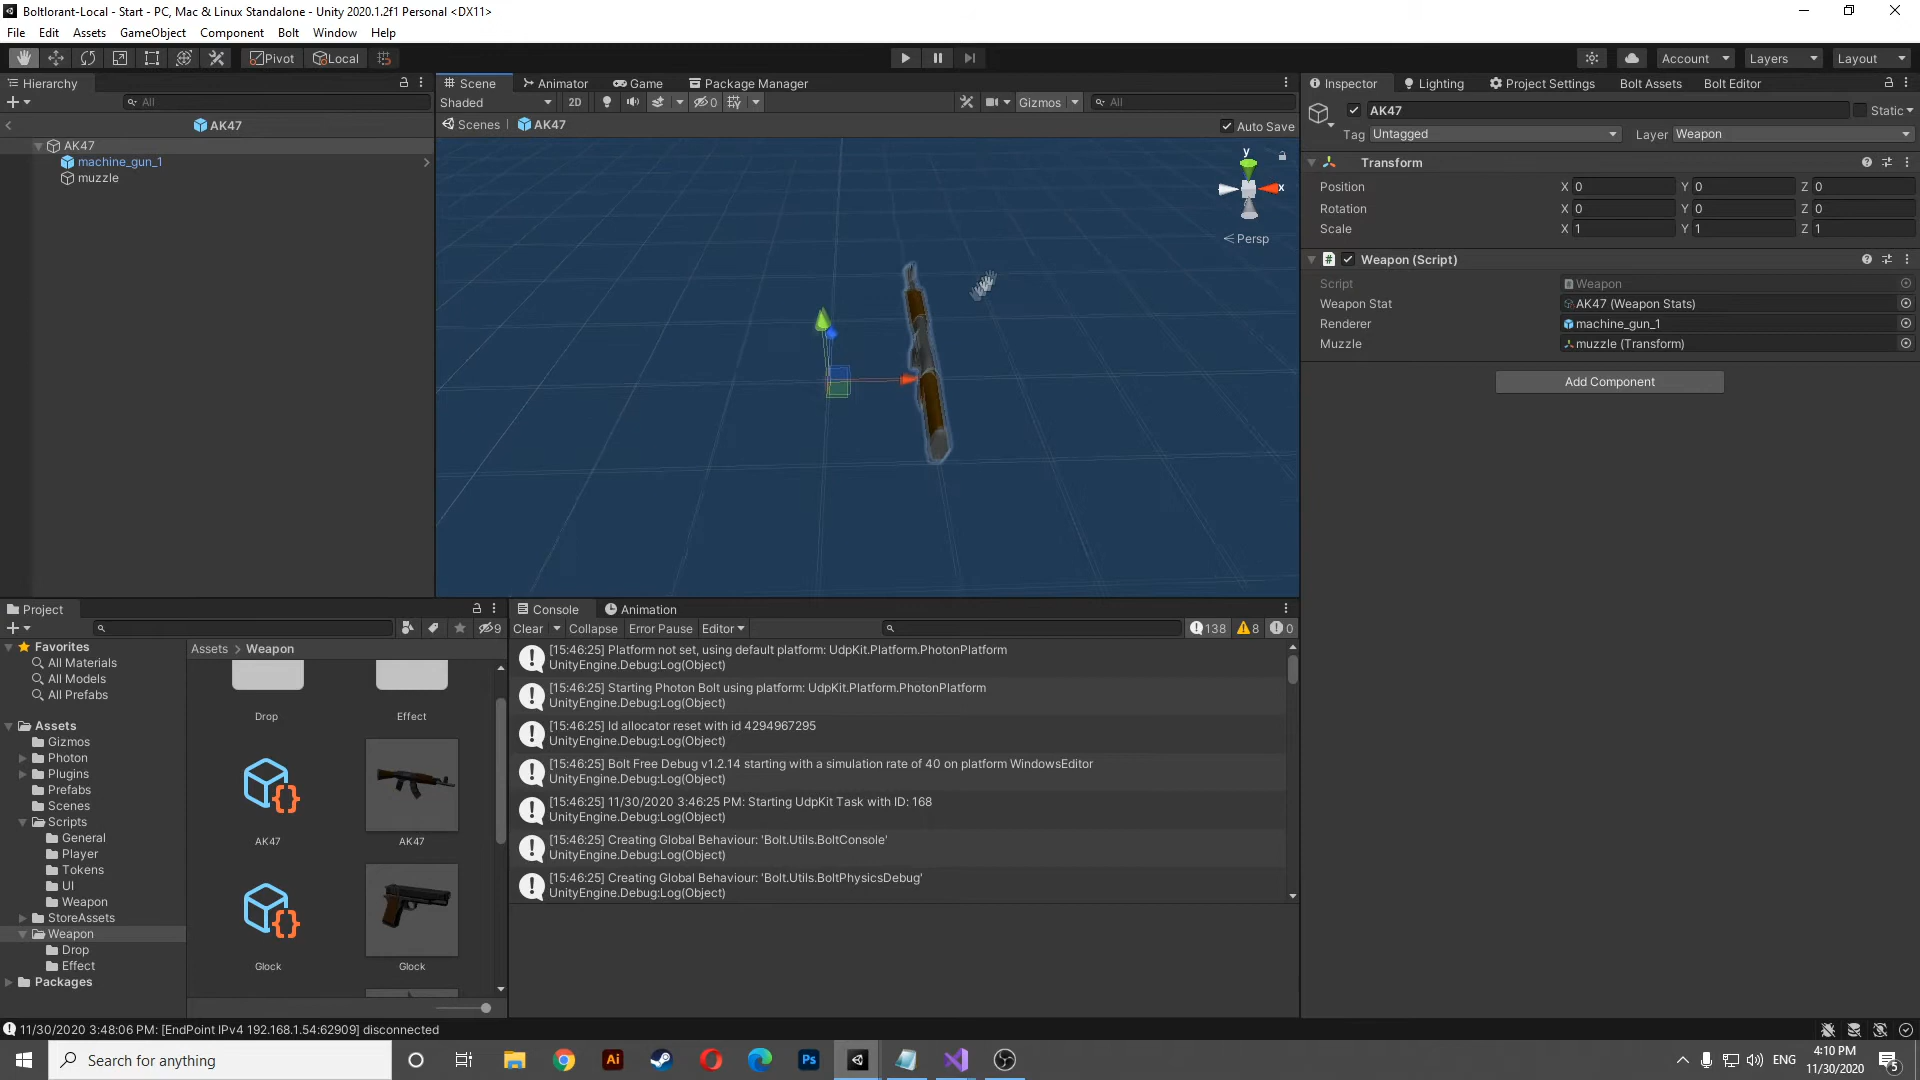 Boltlorant-Local - Start - PC, Mac & Linux Standalone - Unity 2020.1.2f1 Personal <DX11>
File Edit Assets GameObject Component Bolt Window Help
Pivot Local Account Layers Layout
Hierarchy
All
AK47
AK47
machine_gun_1
muzzle
Scene Animator Game Package Manager
Shaded 2D 0 Gizmos All
Scenes AK47 Auto Save
y
x
Persp
Inspector Lighting Project Settings Bolt Assets Bolt Editor
AK47 Static
Tag Untagged Layer Weapon
Transform
Position X 0 Y 0 Z 0
Rotation X 0 Y 0 Z 0
Scale X 1 Y 1 Z 1
# Weapon (Script)
Script Weapon
Weapon Stat AK47 (Weapon Stats)
Renderer machine_gun_1
Muzzle muzzle (Transform)
Add Component
Project
9
Favorites
All Materials
All Models
All Prefabs
Assets
Gizmos
Photon
Plugins
Prefabs
Scenes
Scripts
General
Player
Tokens
UI
Weapon
StoreAssets
Weapon
Drop
Effect
Packages
Assets > Weapon
Drop Effect
AK47 AK47
Glock Glock
Console Animation
Clear Collapse Error Pause Editor 138 8 0
[15:46:25] Platform not set, using default platform: UdpKit.Platform.PhotonPlatform
UnityEngine.Debug:Log(Object)
[15:46:25] Starting Photon Bolt using platform: UdpKit.Platform.PhotonPlatform
UnityEngine.Debug:Log(Object)
[15:46:25] Id allocator reset with id 4294967295
UnityEngine.Debug:Log(Object)
[15:46:25] Bolt Free Debug v1.2.14 starting with a simulation rate of 40 on platform WindowsEditor
UnityEngine.Debug:Log(Object)
[15:46:25] 11/30/2020 3:46:25 PM: Starting UdpKit Task with ID: 168
UnityEngine.Debug:Log(Object)
[15:46:25] Creating Global Behaviour: 'Bolt.Utils.BoltConsole'
UnityEngine.Debug:Log(Object)
[15:46:25] Creating Global Behaviour: 'Bolt.Utils.BoltPhysicsDebug'
UnityEngine.Debug:Log(Object)
11/30/2020 3:48:06 PM: [EndPoint IPv4 192.168.1.54:62909] disconnected
Search for anything
Ai
Ps
ENG
4:10 PM
11/30/2020
5